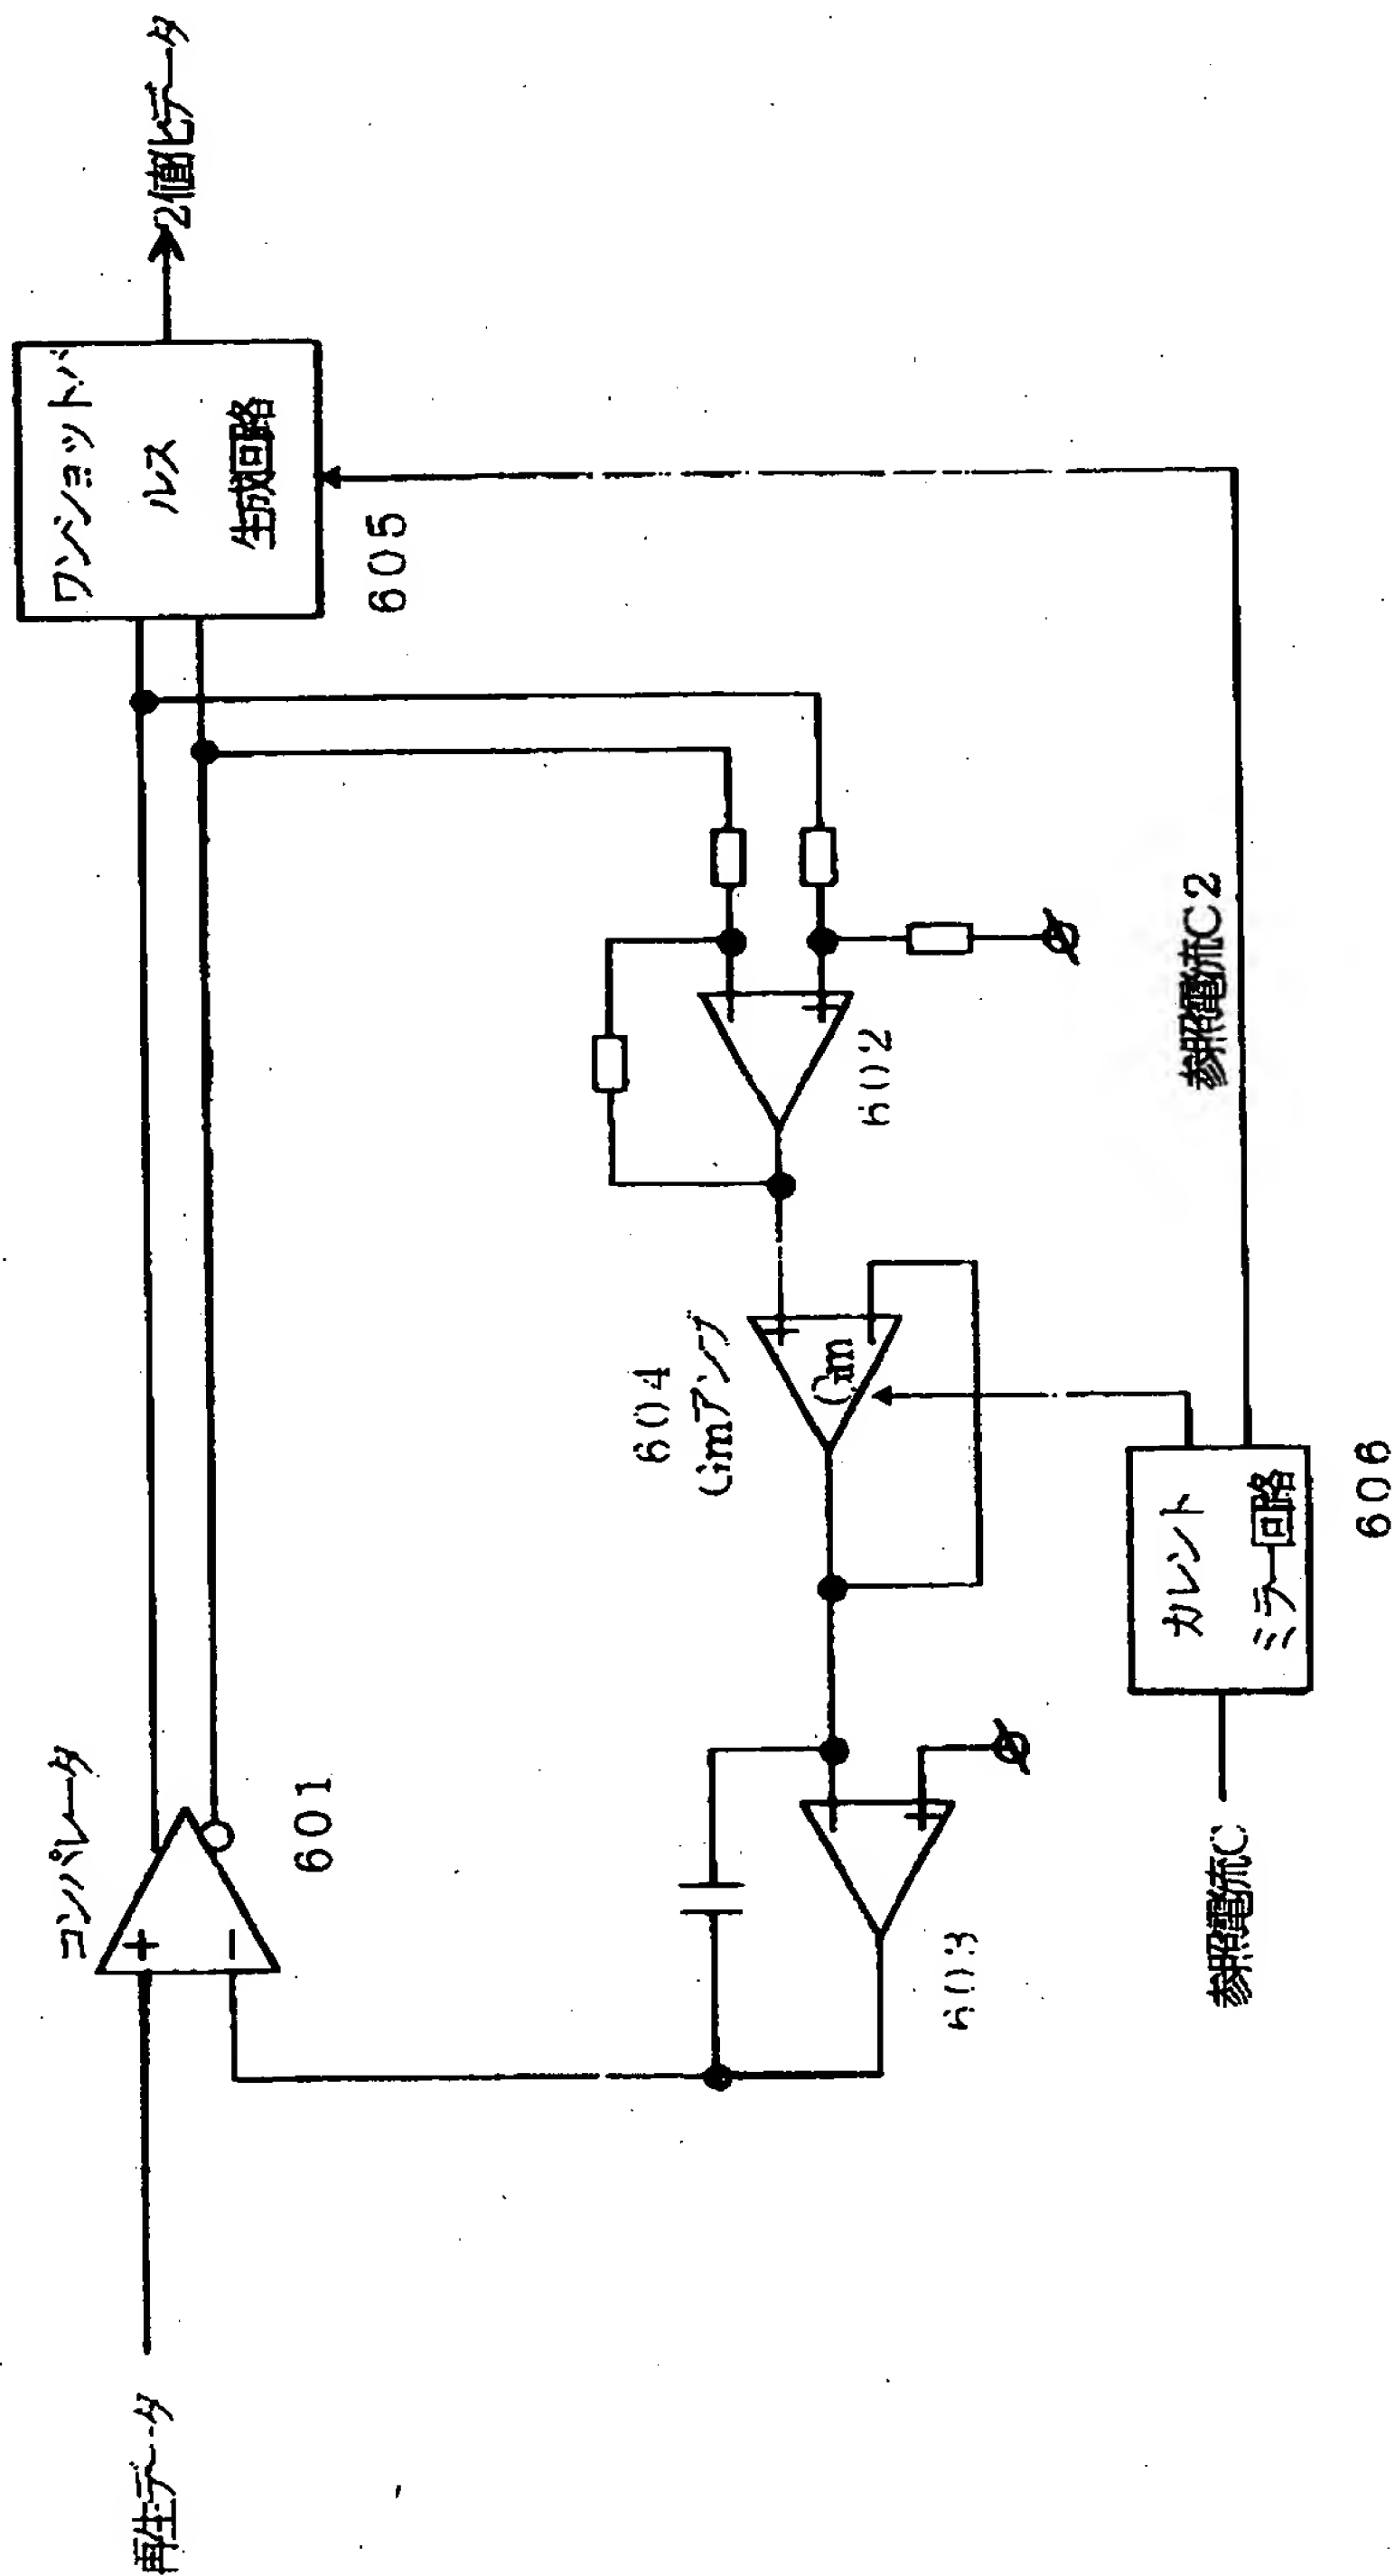 再生データ
コンパレータ
+
-
601
ワンショットパ
ルス
生成回路
605
2値ヒデータ
602
+
604
Gmアンプ
Gm
+
603
+
カレント
ミラー回路
606
参照電流C
参照電流C2